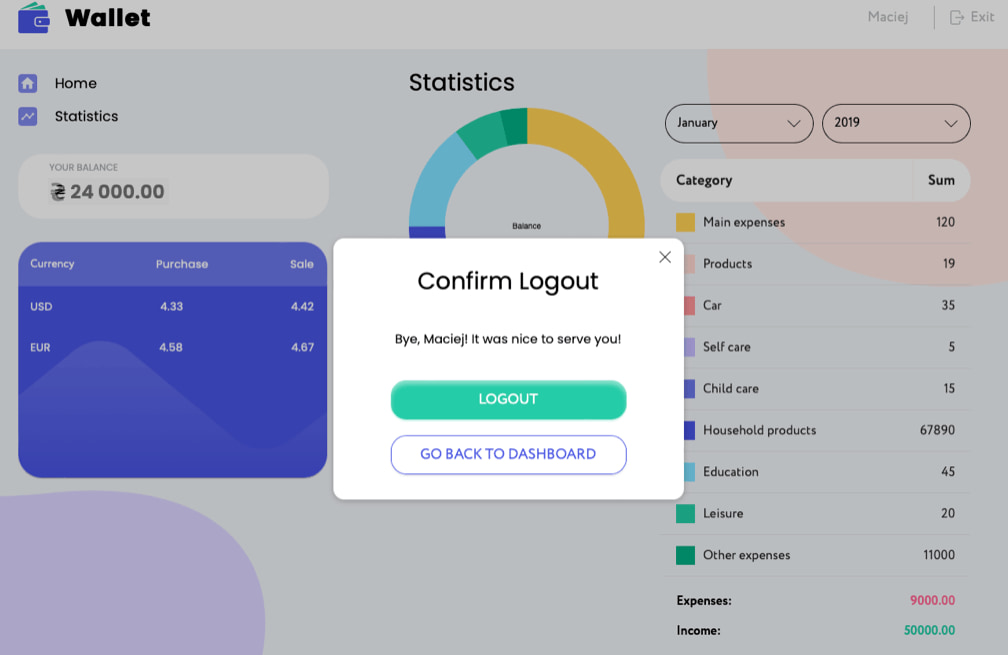 Wallet
Maciej
Exit
Home
Statistics
YOUR BALANCE
₴ 24 000.00
Currency Purchase Sale
USD 4.33 4.42
EUR 4.58 4.67
Statistics
Balance
January
2019
Category Sum
Main expenses 120
Products 19
Car 35
Self care 5
Child care 15
Household products 67890
Education 45
Leisure 20
Other expenses 11000
Expenses: 9000.00
Income: 50000.00
Confirm Logout
Bye, Maciej! It was nice to serve you!
LOGOUT
GO BACK TO DASHBOARD